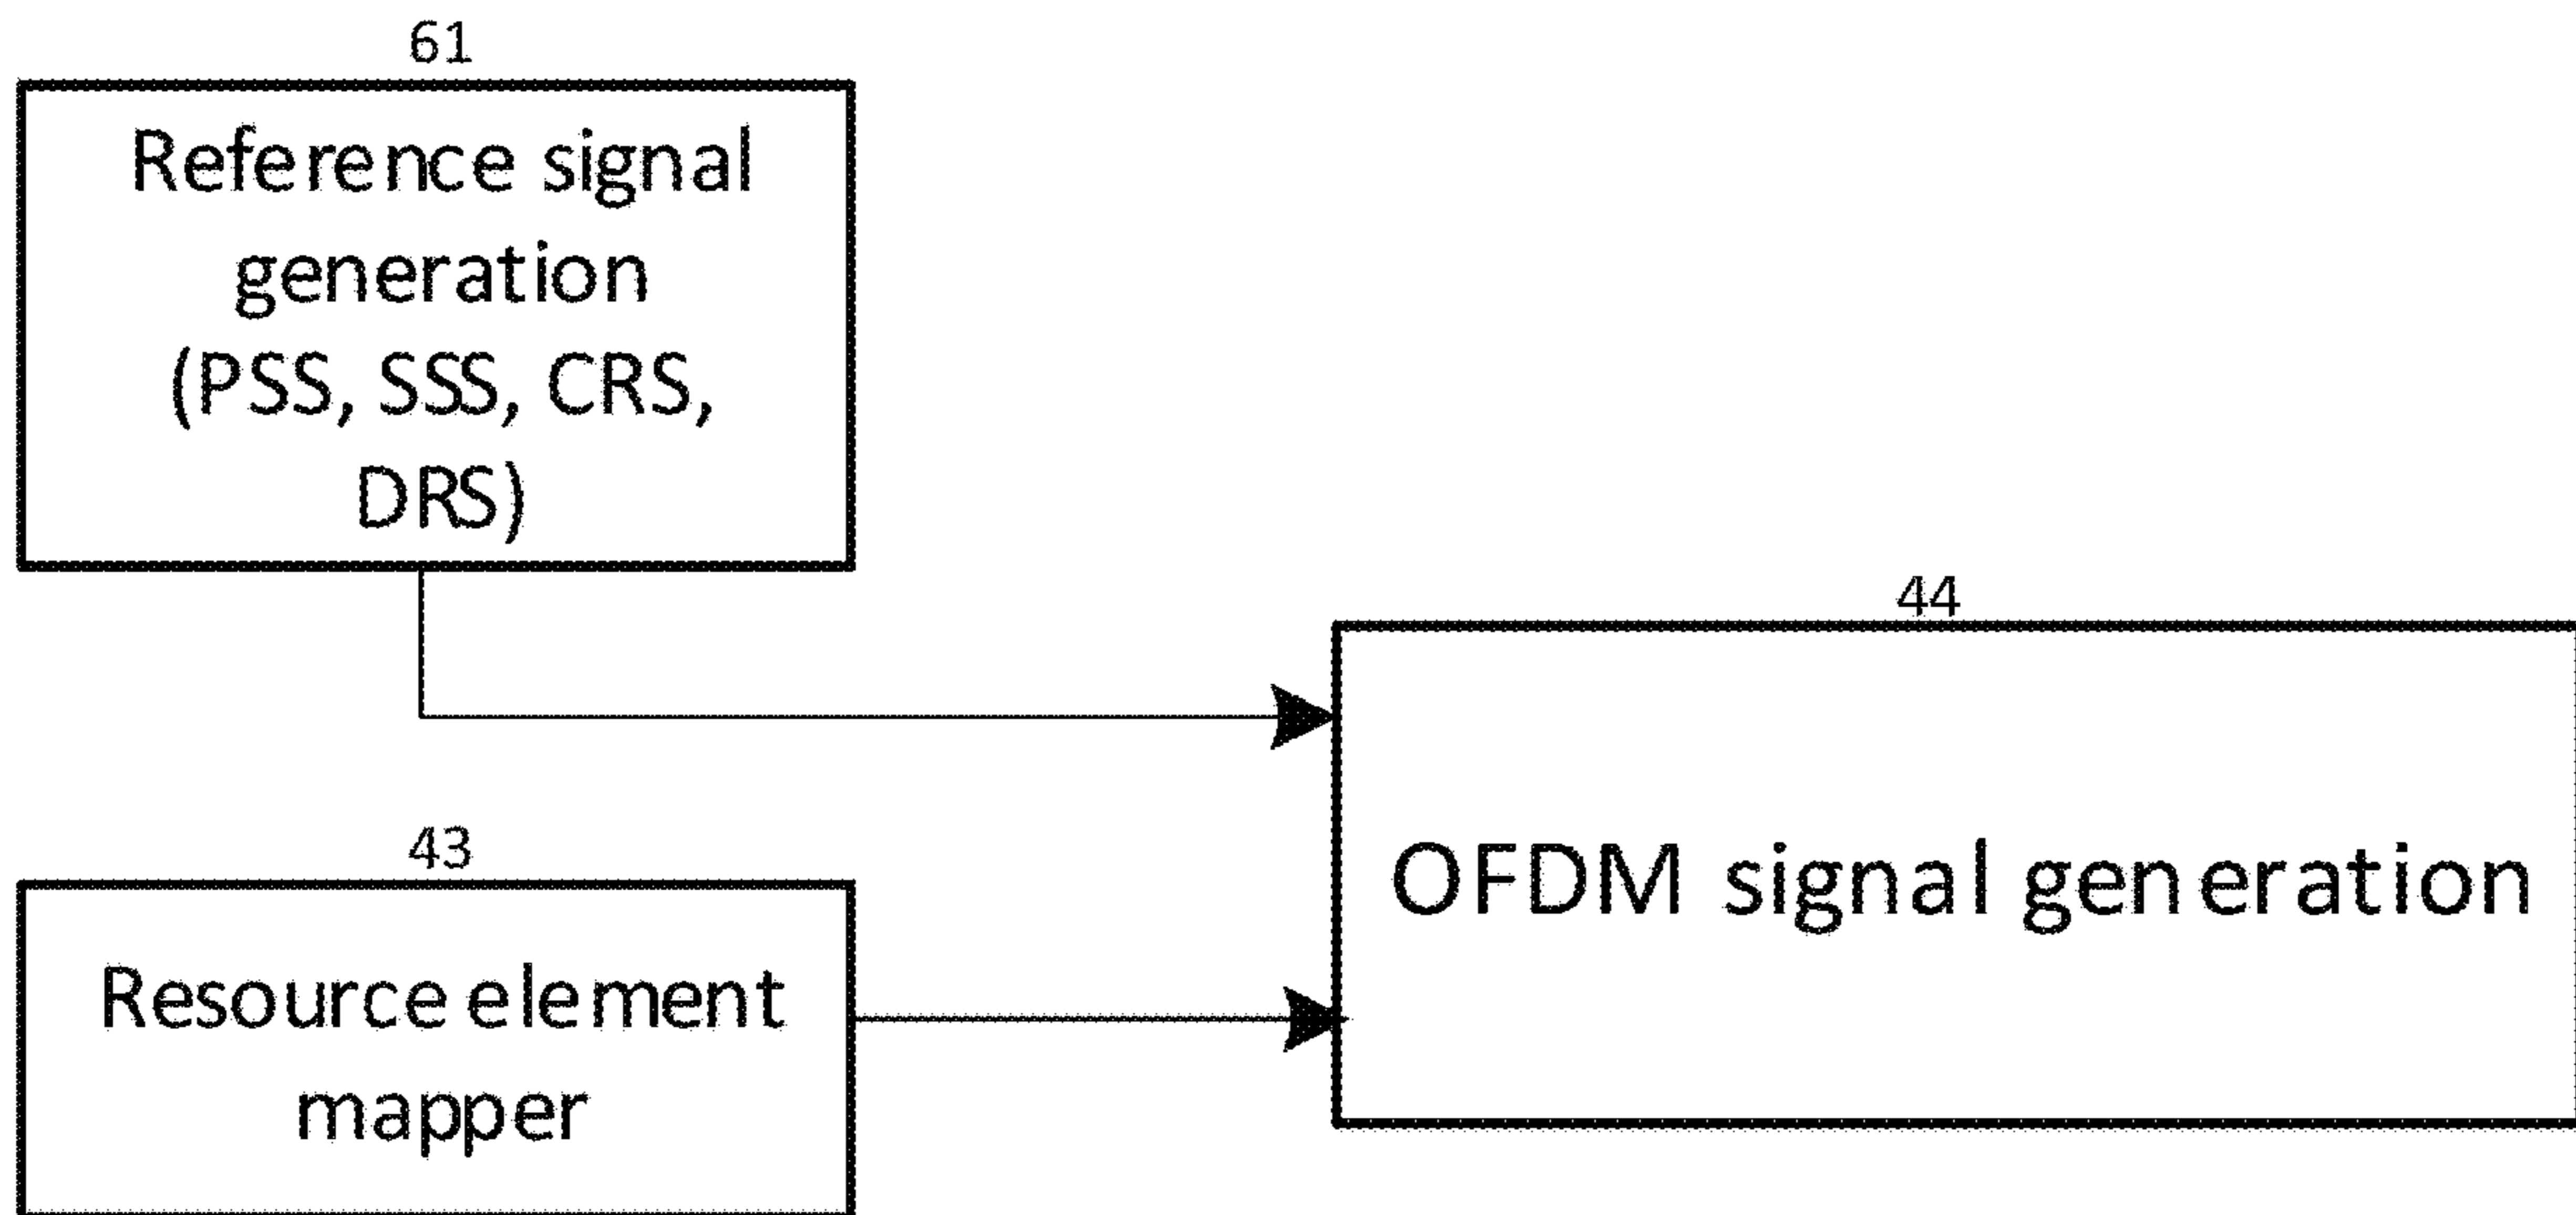 61
Reference signal
generation
(PSS, SSS, CRS,
DRS)
44
OFDM signal generation
43
Resource element
mapper